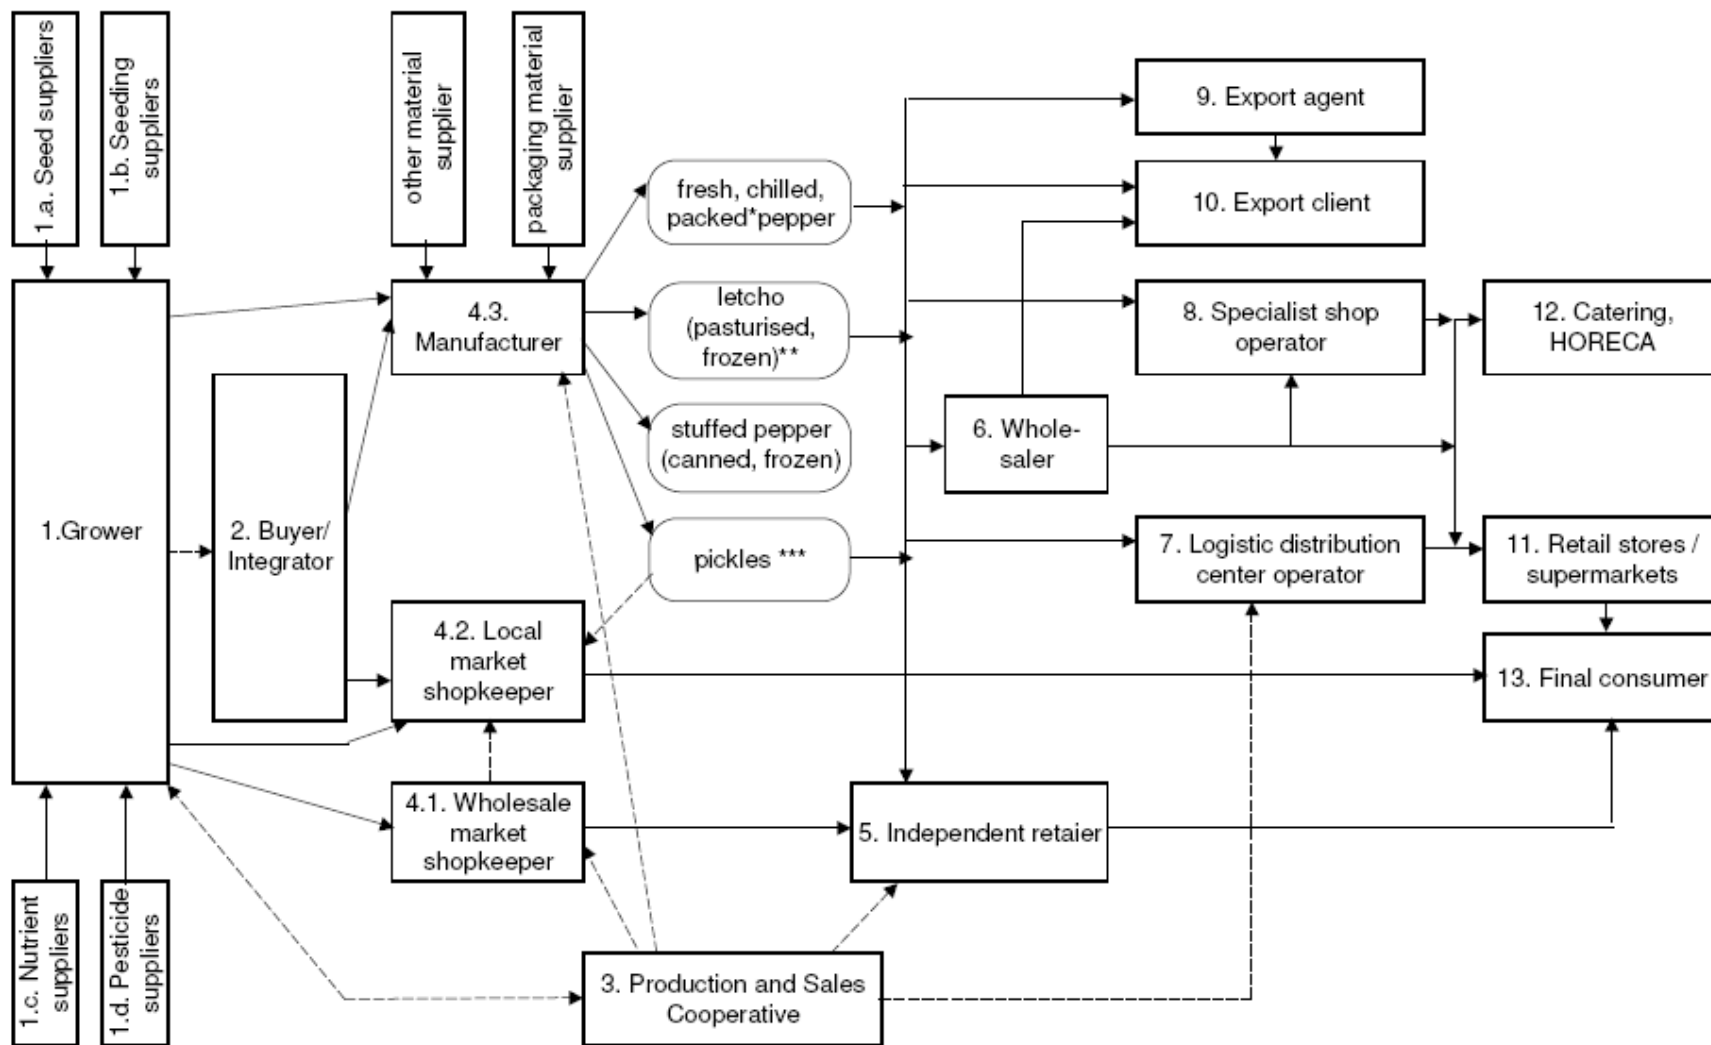 1.a. Seed suppliers
1.b. Seeding
suppliers
other material
supplier
packaging material
supplier
9. Export agent
fresh, chilled,
packed*pepper
10. Export client
4.3.
Manufacturer
letcho
(pasturised,
frozen)**
8. Specialist shop
operator
12. Catering,
HORECA
stuffed pepper
(canned, frozen)
6. Whole-
saler
1.Grower
2. Buyer/
Integrator
pickles ***
7. Logistic distribution
center operator
11. Retail stores /
supermarkets
4.2. Local
market
shopkeeper
13. Final consumer
4.1. Wholesale
market
shopkeeper
5. Independent retaier
1.c. Nutrient
suppliers
1.d. Pesticide
suppliers
3. Production and Sales
Cooperative